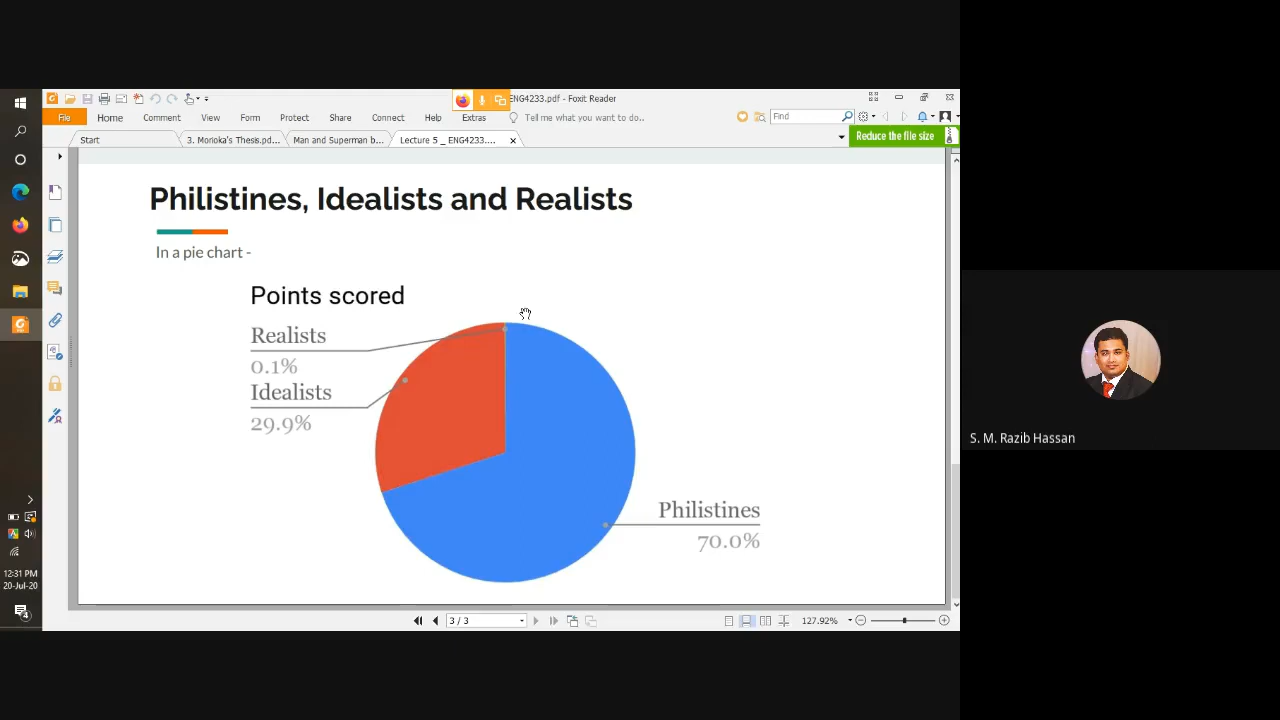 ENG4233.pdf - Foxit Reader
File Home Comment View Form Protect Share Connect Help Extras Tell me what you want to do... Find
Start 3. Morioka's Thesis.pd... Man and Superman b... Lecture 5 _ ENG4233.... Reduce the file size
Philistines, Idealists and Realists
In a pie chart -
Points scored
Realists
0.1%
Idealists
29.9%
Philistines
70.0%
S. M. Razib Hassan
12:31 PM
20-Jul-20
4
3 / 3 127.92%